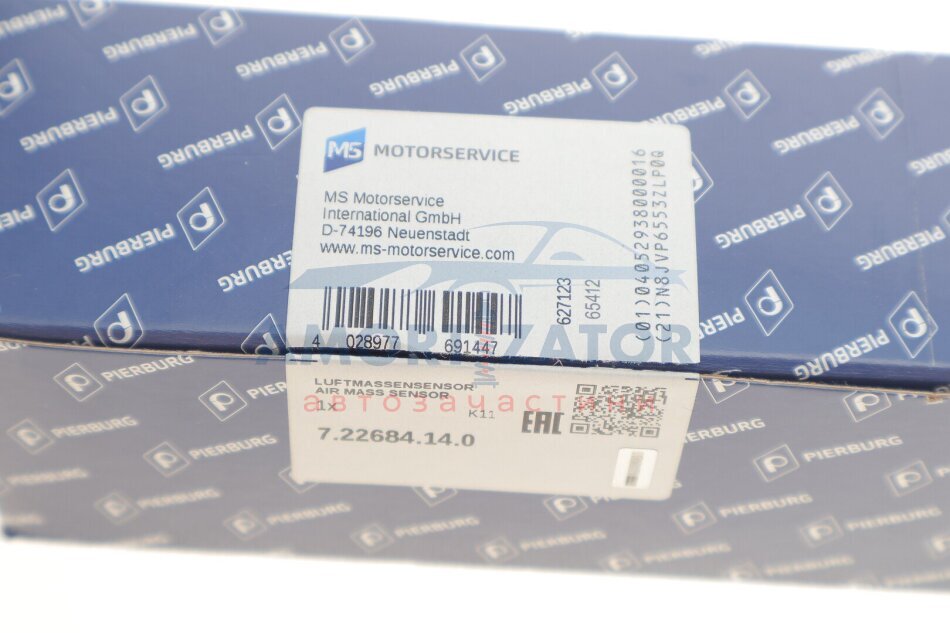 MS MOTORSERVICE
MS Motorservice
International GmbH
D-74196 Neuenstadt
www.ms-motorservice.com
4 028977 691447
627123
65412
(01)04052938000016
(21)N8JVP6553ZLP0Q
AMORTIZATOR
автозапчастини
LUFTMASSENSENSOR
AIR MASS SENSOR
1X
K11
EAC
7.22684.14.0
PIERBURG